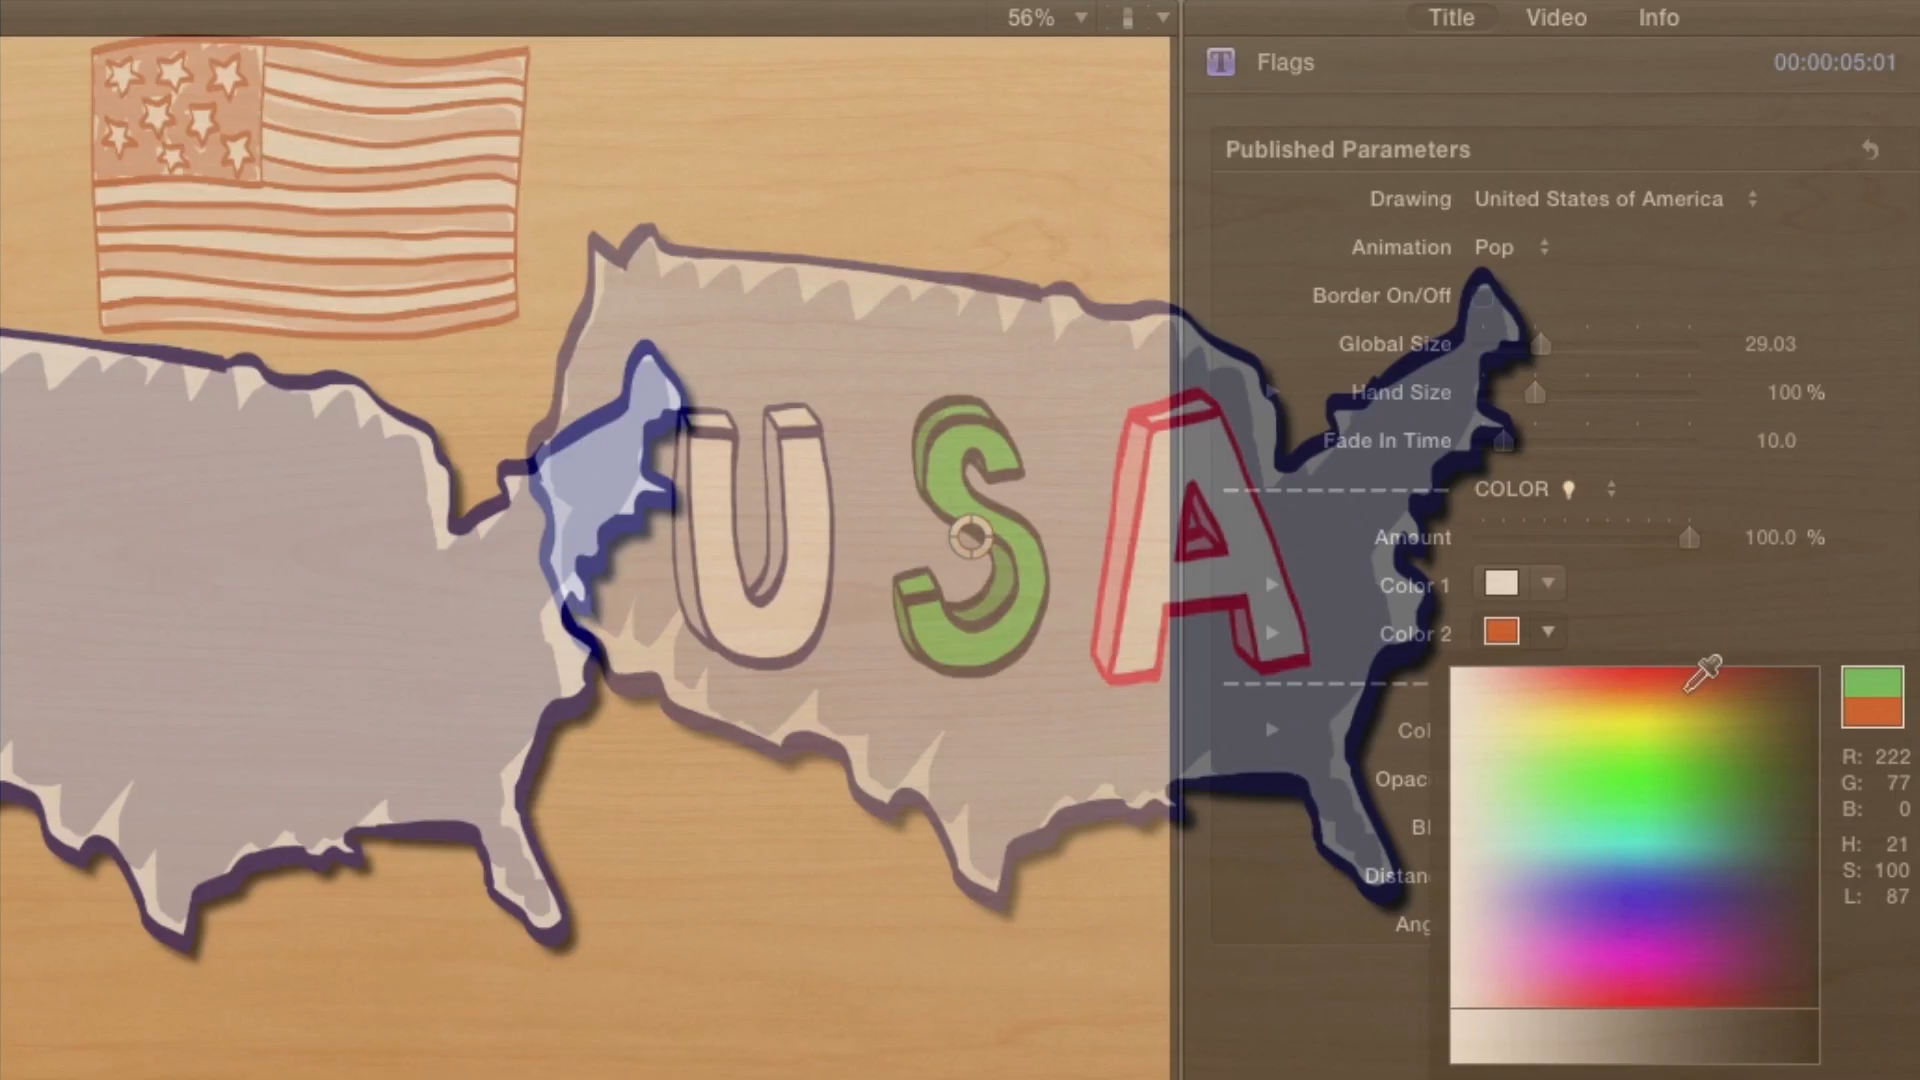 56%
Title Video Info
T Flags 00:00:05:01
Published Parameters
Drawing United States of America
Animation Pop
Border On/Off
Global Size 29.03
Hand Size 100 %
Fade In Time 10.0
COLOR
Amount 100.0 %
Color 1
Color 2
Col
Opaci
Bl
Distan
Ang
R: 222
G: 77
B: 0
H: 21
S: 100
L: 87
USA